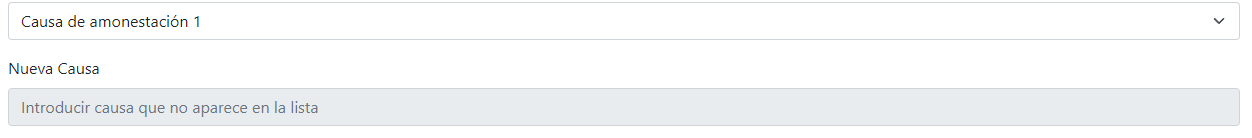 Causa de amonestación 1
Nueva Causa
Introducir causa que no aparece en la lista